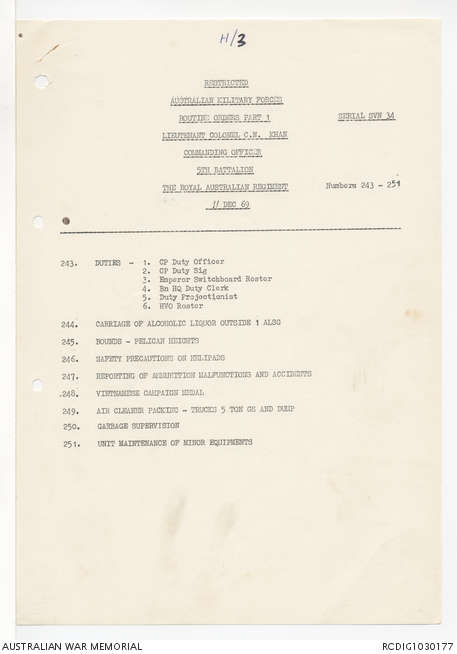 H/3
RESTRICTED
AUSTRALIAN MILITARY FORCES
ROUTINE ORDERS PART 1
SERIAL SVN 34
LIEUTENANT COLONEL C.N. KHAN
COMMANDING OFFICER
5TH BATTALION
THE ROYAL AUSTRALIAN REGIMENT
Numbers 243 - 251
11 DEC 69
243. DUTIES - 1. CP Duty Officer
2. CP Duty Sig
3. Emperor Switchboard Roster
4. Bn HQ Duty Clerk
5. Duty Projectionist
6. HVO Roster
244. CARRIAGE OF ALCOHOLIC LIQUOR OUTSIDE 1 ALSG
245. BOUNDS - PELICAN HEIGHTS
246. SAFETY PRECAUTIONS ON HELIPADS
247. REPORTING OF AMMUNITION MALFUNCTIONS AND ACCIDENTS
248. VIETNAMESE CAMPAIGN MEDAL
249. AIR CLEANER PACKING - TRUCKS 5 TON GS AND DUMP
250. GARBAGE SUPERVISION
251. UNIT MAINTENANCE OF MINOR EQUIPMENTS
AUSTRALIAN WAR MEMORIAL
RCDIG1030177